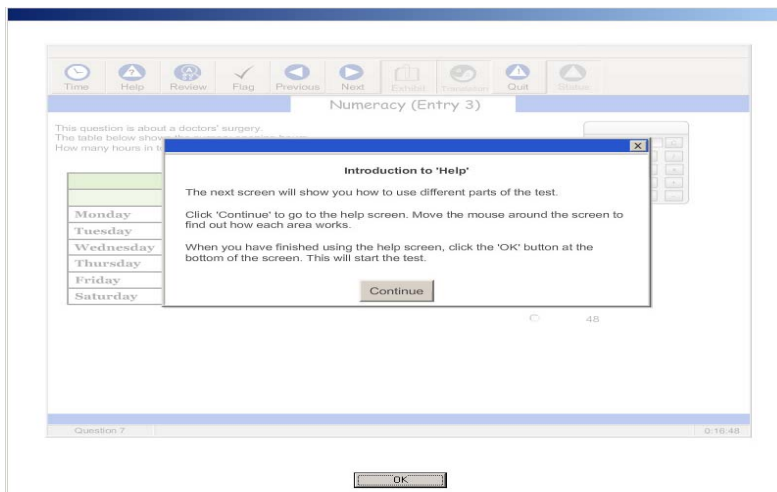 Time Help Review Flag Previous Next Exhibit Translation Quit Status
Numeracy (Entry 3)
This question is about a doctors' surgery.
The table below shows the surgery opening hours.
How many hours in t
Introduction to 'Help'
The next screen will show you how to use different parts of the test.
Click 'Continue' to go to the help screen. Move the mouse around the screen to
find out how each area works.
When you have finished using the help screen, click the 'OK' button at the
bottom of the screen. This will start the test.
Continue
Monday
Tuesday
Wednesday
Thursday
Friday
Saturday
48
Question 7 0:16:48
OK